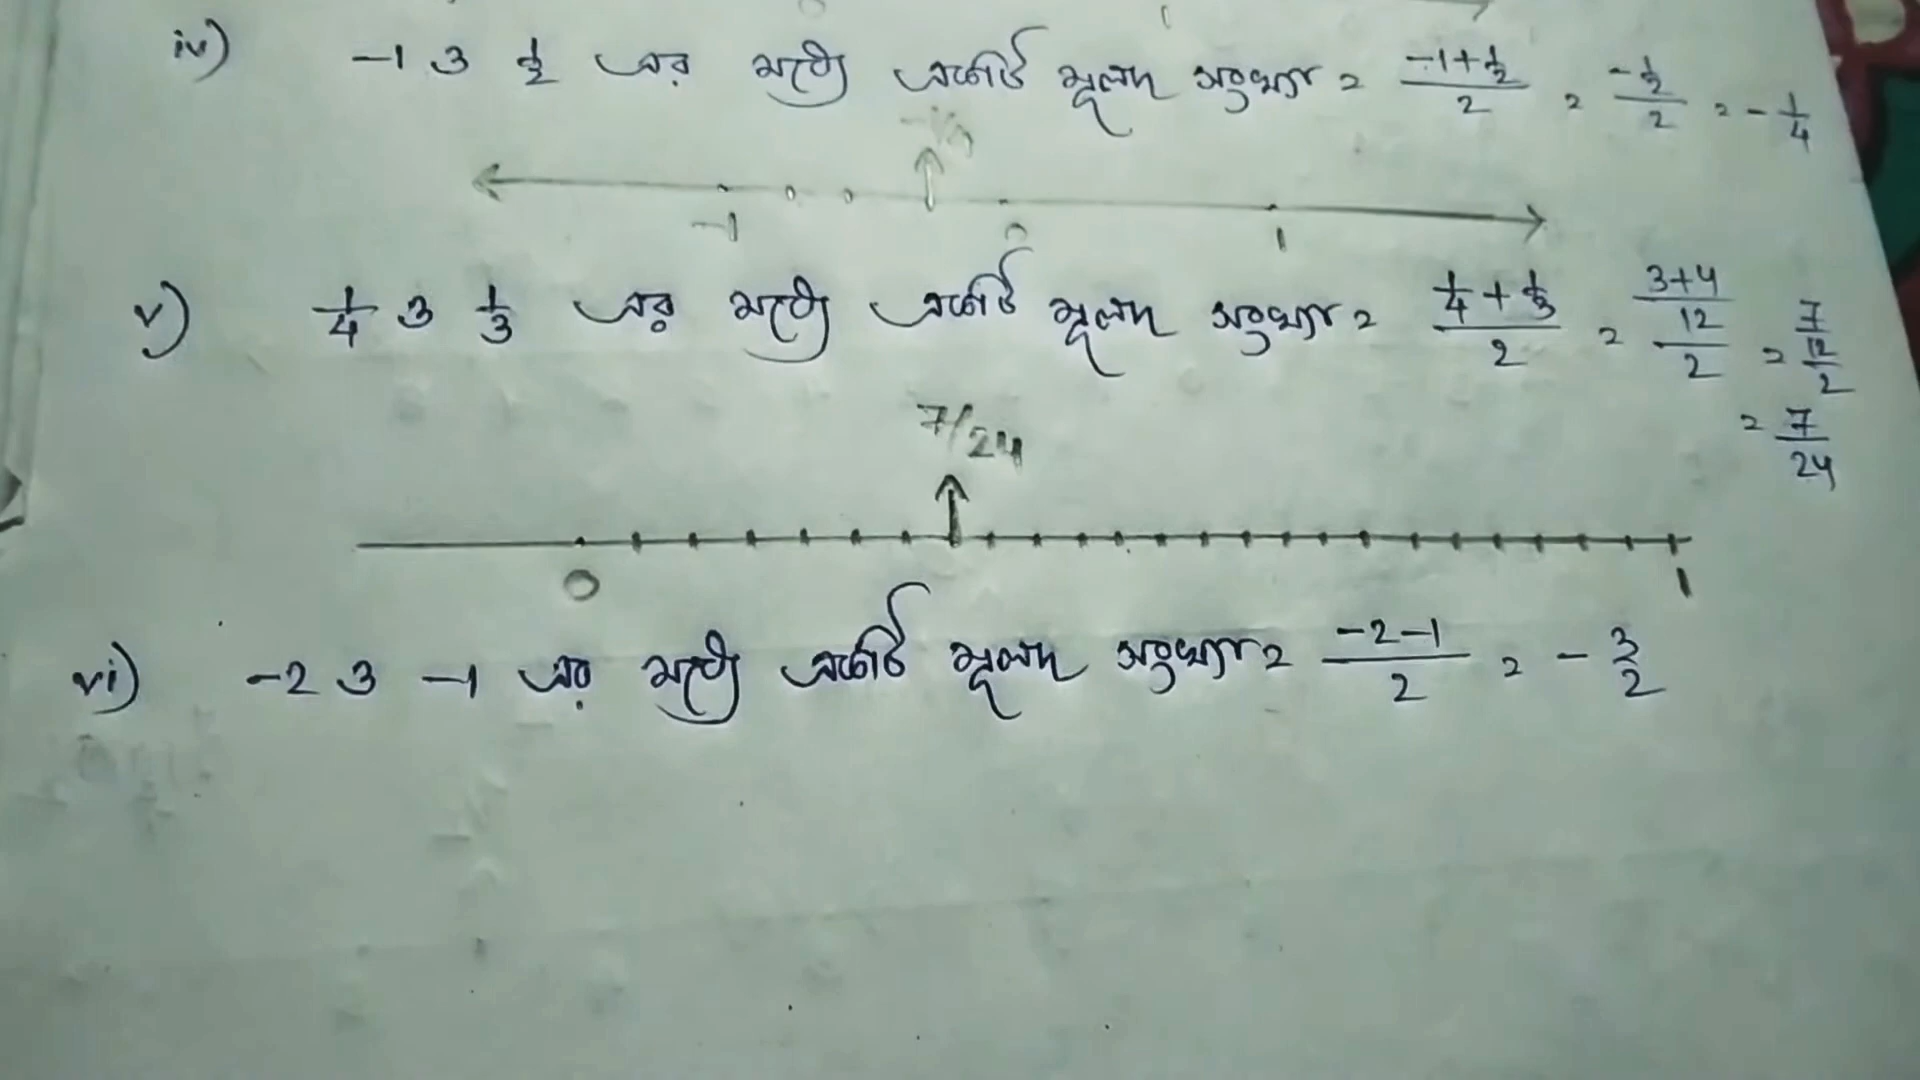 iv) -1 ও 1/2 এর মধ্যে একটি মূলদ সংখ্যা = (-1+1/2)/2 = (-1/2)/2 = -1/4
-1/4
-1 0 1
v) 1/4 ও 1/3 এর মধ্যে একটি মূলদ সংখ্যা = (1/4+1/3)/2 = ((3+4)/12)/2 = (7/12)/2
= 7/24
7/24
0 1
vi) -2 ও -1 এর মধ্যে একটি মূলদ সংখ্যা = (-2-1)/2 = -3/2